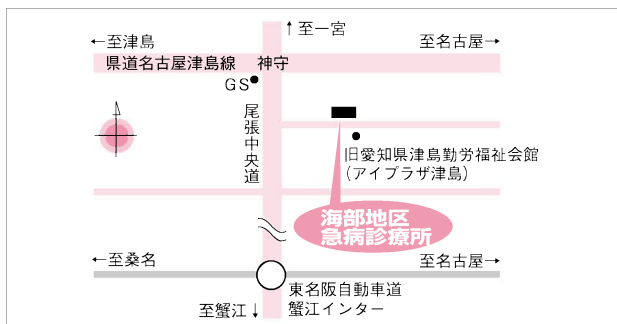 ↑至一宮
←至津島
至名古屋→
県道名古屋津島線
神守
GS
尾張中央道
旧愛知県津島勤労福祉会館
(アイプラザ津島)
海部地区
急病診療所
←至桑名
至名古屋→
東名阪自動車道
蟹江インター
至蟹江↓